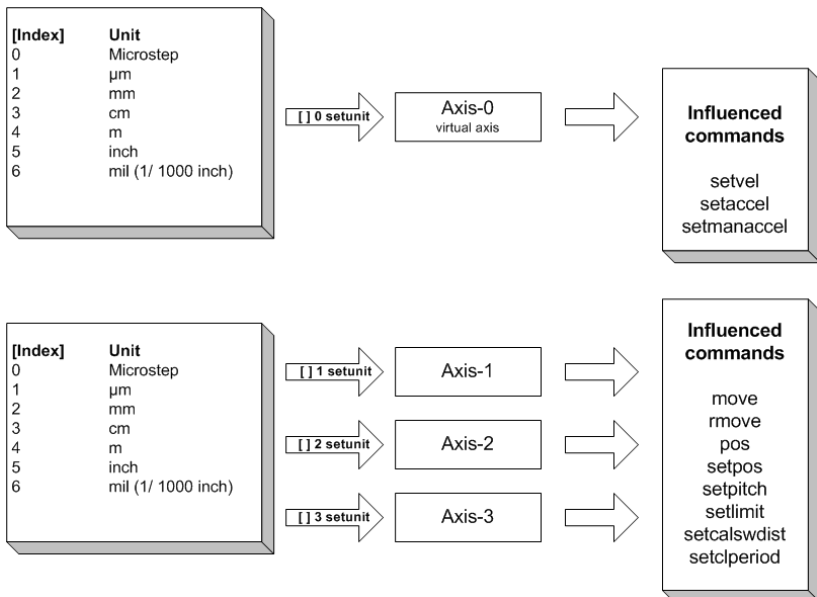 [Index] Unit
0 Microstep
1 µm
2 mm
3 cm
4 m
5 inch
6 mil (1/ 1000 inch)
[ ] 0 setunit
Axis-0
virtual axis
Influenced
commands
setvel
setaccel
setmanaccel
[Index] Unit
0 Microstep
1 µm
2 mm
3 cm
4 m
5 inch
6 mil (1/ 1000 inch)
[ ] 1 setunit
Axis-1
[ ] 2 setunit
Axis-2
[ ] 3 setunit
Axis-3
Influenced
commands
move
rmove
pos
setpos
setpitch
setlimit
setcalswdist
setclperiod